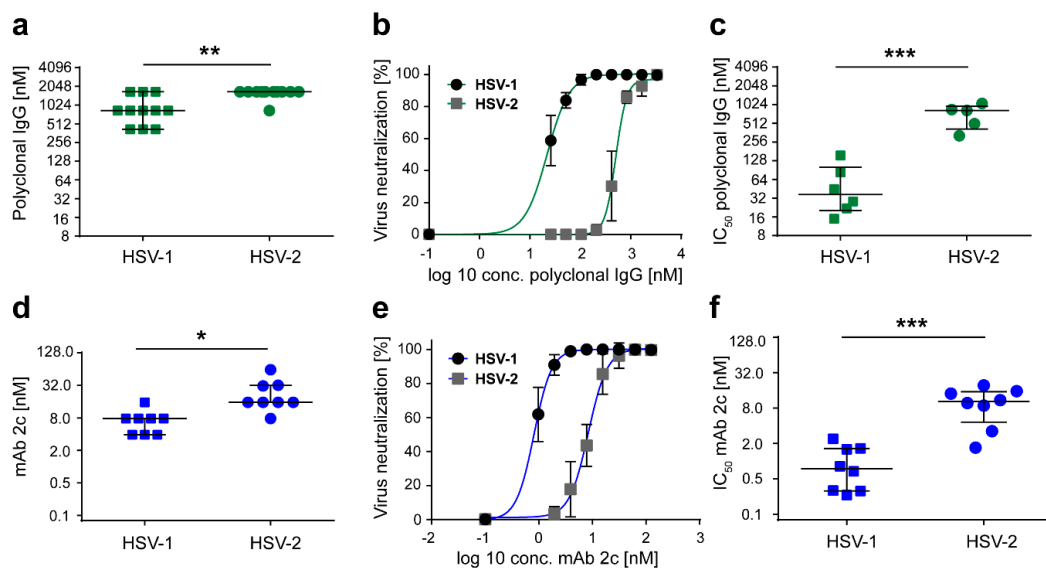 a
**
Polyclonal IgG [nM]
4096
2048
1024
512
256
128
64
32
16
8
HSV-1 HSV-2
b
HSV-1
HSV-2
Virus neutralization [%]
100
80
60
40
20
0
-1 0 1 2 3 4
log 10 conc. polyclonal IgG [nM]
c
***
IC50 polyclonal IgG [nM]
4096
2048
1024
512
256
128
64
32
16
8
HSV-1 HSV-2
d
*
mAb 2c [nM]
128.0
32.0
8.0
2.0
0.5
0.1
HSV-1 HSV-2
e
HSV-1
HSV-2
Virus neutralization [%]
100
80
60
40
20
0
-2 -1 0 1 2 3
log 10 conc. mAb 2c [nM]
f
***
IC50 mAb 2c [nM]
128.0
32.0
8.0
2.0
0.5
0.1
HSV-1 HSV-2